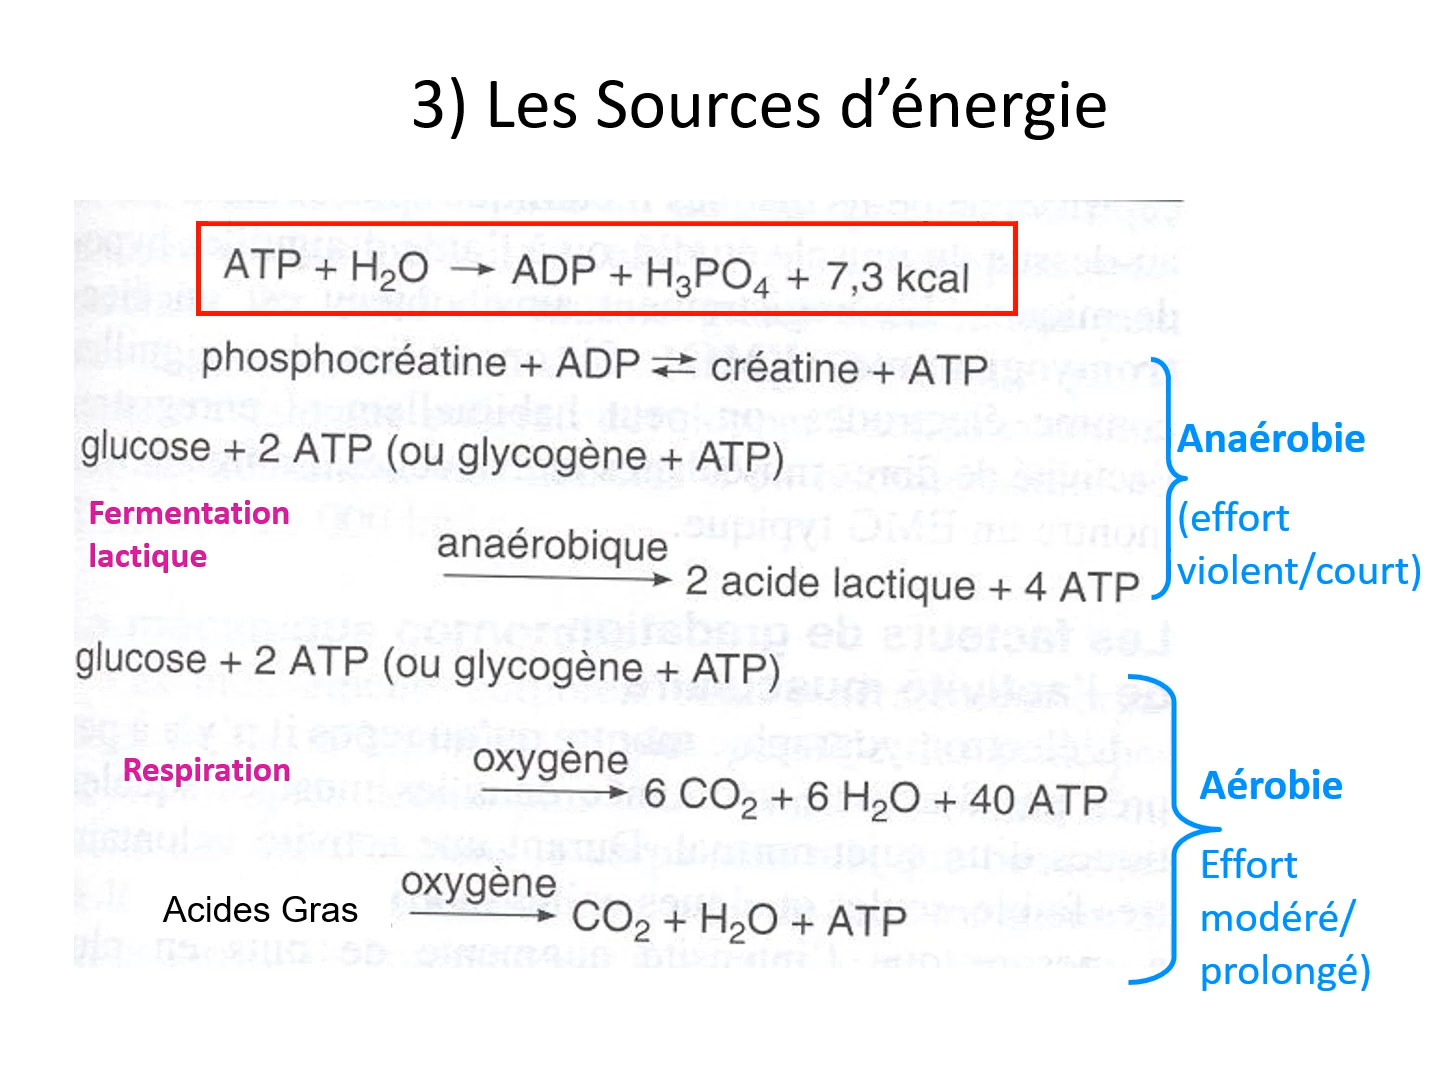 3) Les Sources d’énergie
ATP + H₂O → ADP + H₃PO₄ + 7,3 kcal
phosphocréatine + ADP ⇌ créatine + ATP
glucose + 2 ATP (ou glycogène + ATP)
Fermentation
lactique
anaérobique
→ 2 acide lactique + 4 ATP
Anaérobie
(effort
violent/court)
glucose + 2 ATP (ou glycogène + ATP)
Respiration
oxygène
→ 6 CO₂ + 6 H₂O + 40 ATP
oxygène
Acides Gras → CO₂ + H₂O + ATP
Aérobie
Effort
modéré/
prolongé)